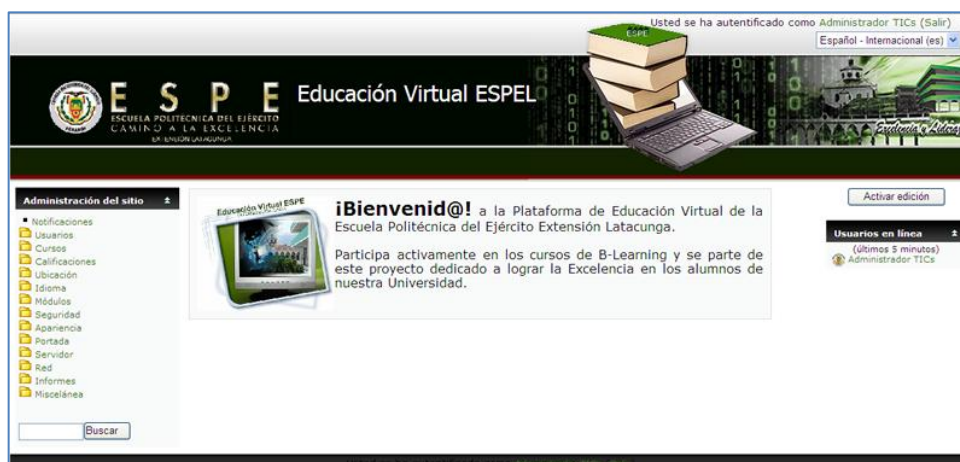 Usted se ha autentificado como Administrador TICs (Salir)
Español - Internacional (es)
ESPE
E S P E
ESCUELA POLITÉCNICA DEL EJÉRCITO
CAMINO A LA EXCELENCIA
EXTENSIÓN LATACUNGA
Educación Virtual ESPEL
Administración del sitio
Notificaciones
Usuarios
Cursos
Calificaciones
Ubicación
Idioma
Módulos
Seguridad
Apariencia
Portada
Servidor
Red
Informes
Miscelánea
Buscar
Educación Virtual ESPE
¡Bienvenid@! a la Plataforma de Educación Virtual de la
Escuela Politécnica del Ejército Extensión Latacunga.
Participa activamente en los cursos de B-Learning y se parte de
este proyecto dedicado a lograr la Excelencia en los alumnos de
nuestra Universidad.
Activar edición
Usuarios en línea
(últimos 5 minutos)
Administrador TICs